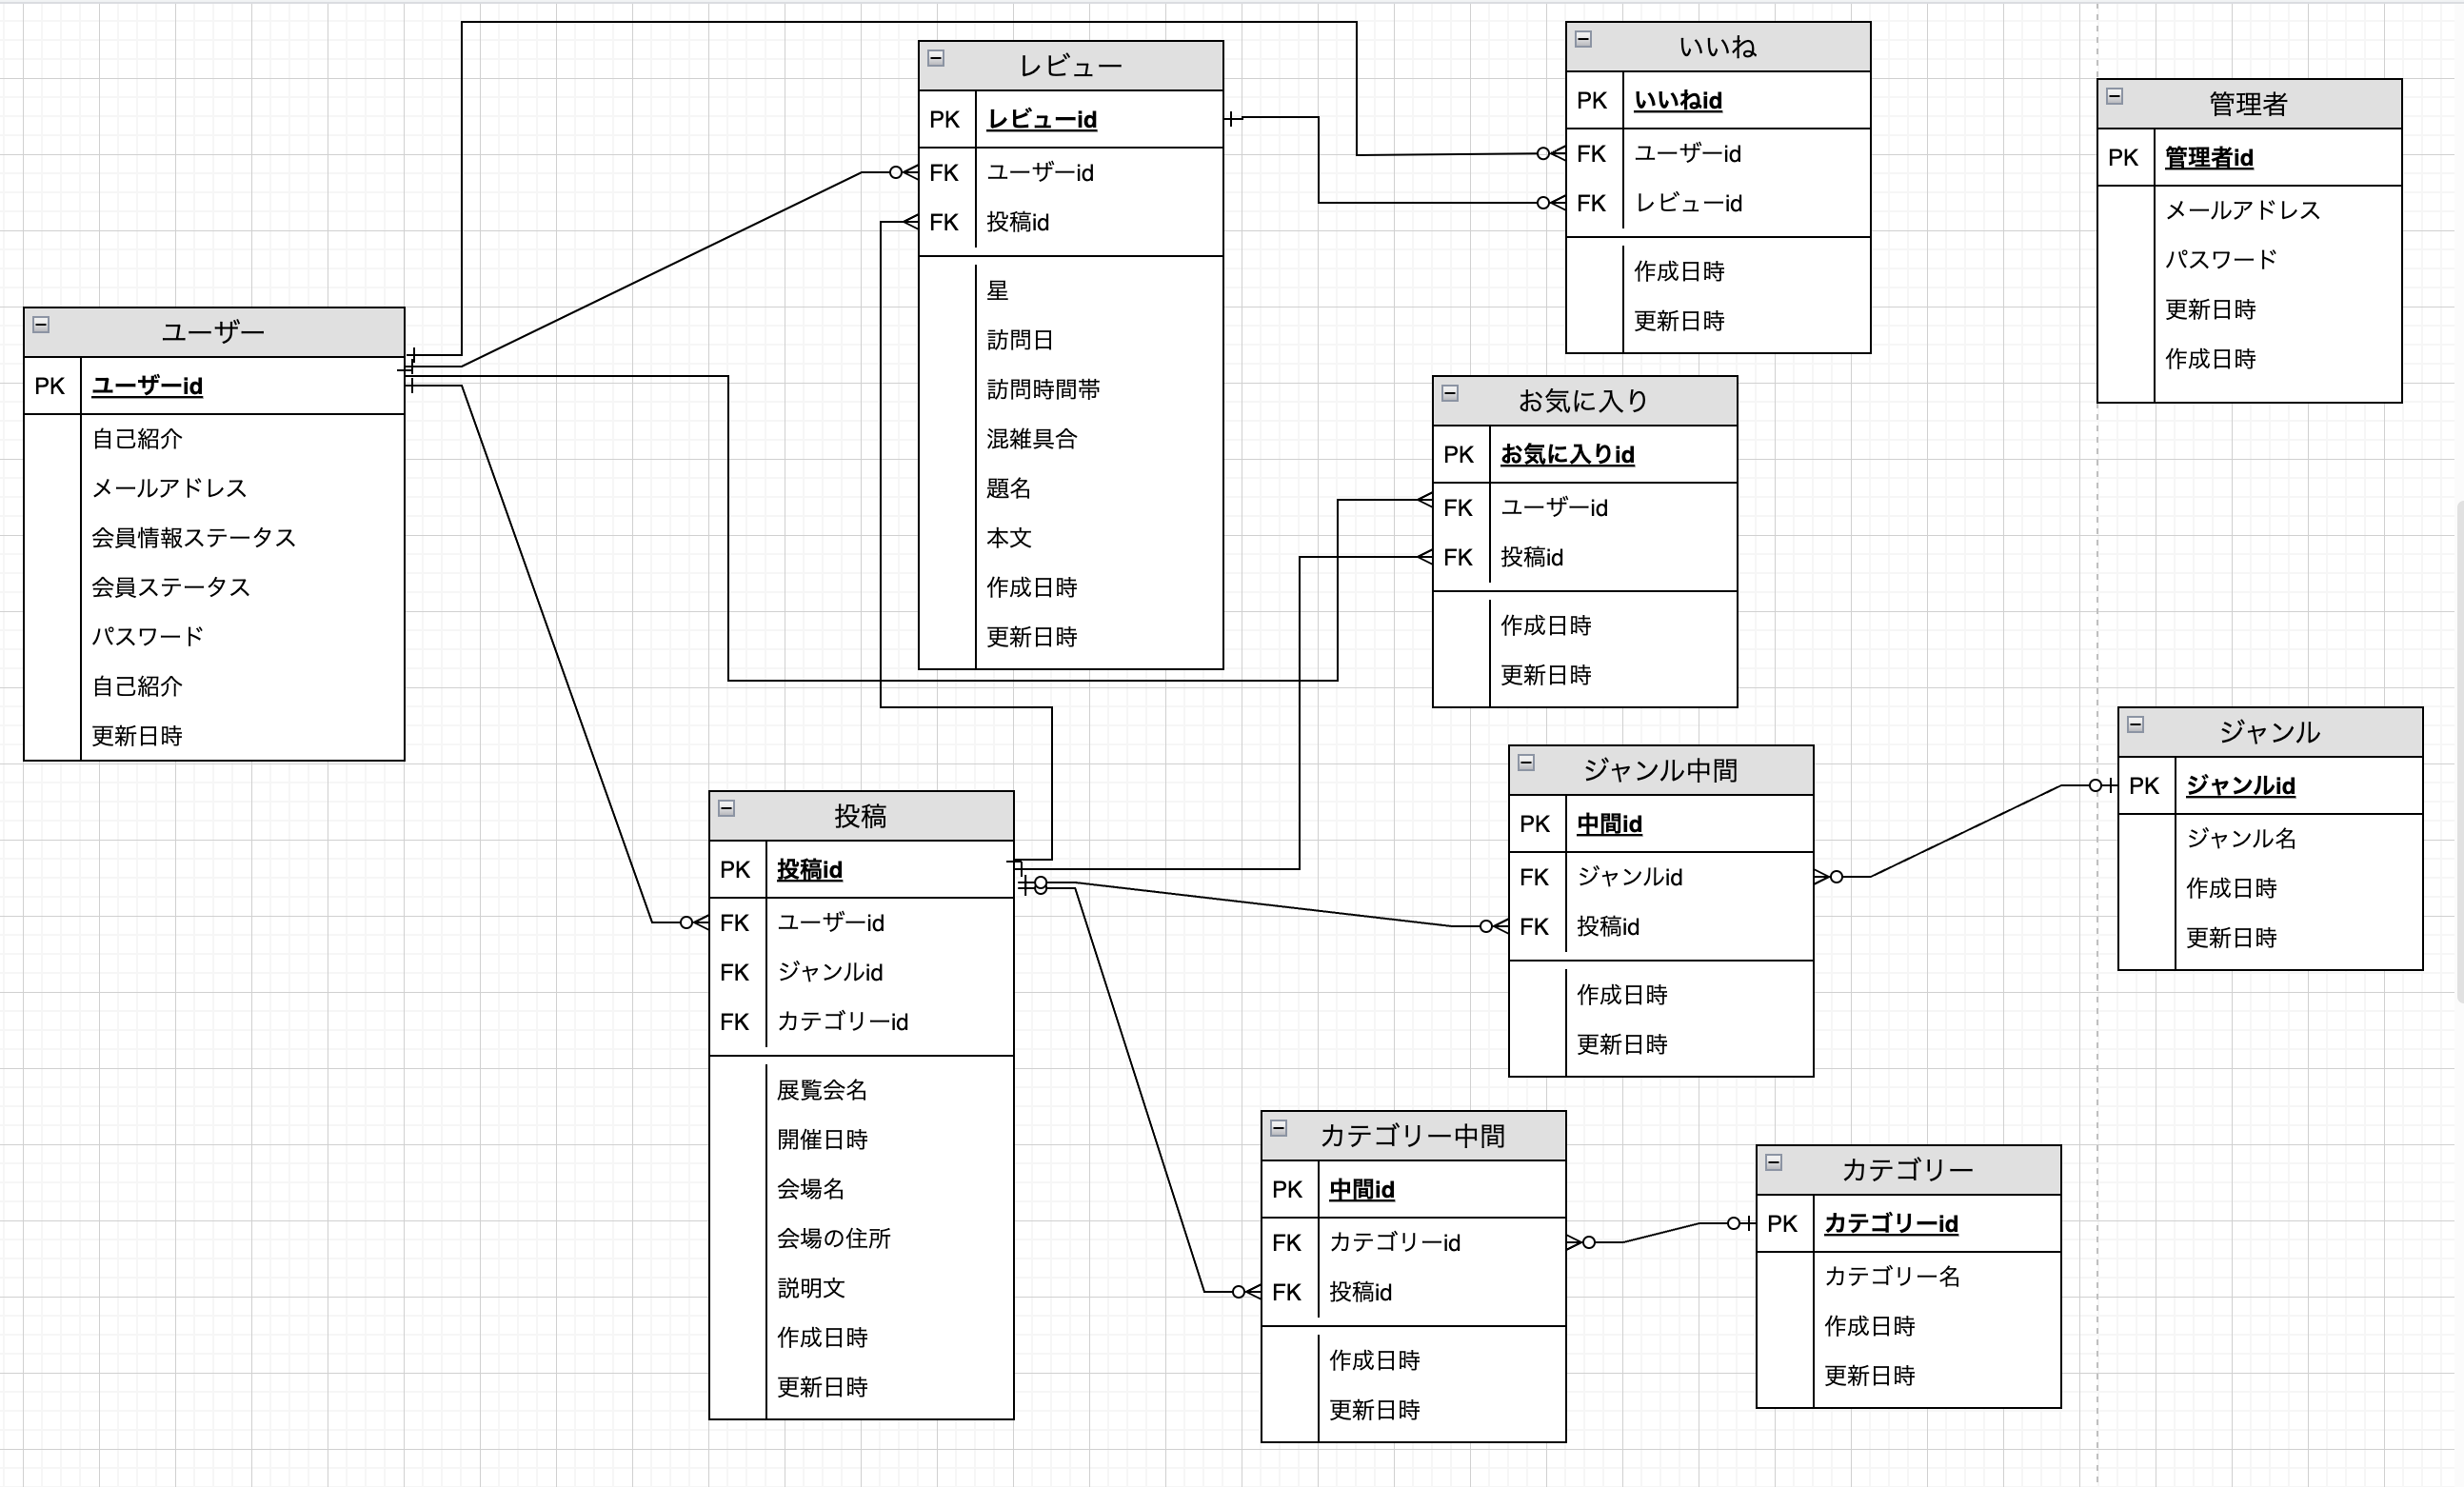 ユーザー
PK ユーザーid
自己紹介
メールアドレス
会員情報ステータス
会員ステータス
パスワード
自己紹介
更新日時
レビュー
PK レビューid
FK ユーザーid
FK 投稿id
星
訪問日
訪問時間帯
混雑具合
題名
本文
作成日時
更新日時
いいね
PK いいねid
FK ユーザーid
FK レビューid
作成日時
更新日時
管理者
PK 管理者id
メールアドレス
パスワード
更新日時
作成日時
お気に入り
PK お気に入りid
FK ユーザーid
FK 投稿id
作成日時
更新日時
投稿
PK 投稿id
FK ユーザーid
FK ジャンルid
FK カテゴリーid
展覧会名
開催日時
会場名
会場の住所
説明文
作成日時
更新日時
ジャンル中間
PK 中間id
FK ジャンルid
FK 投稿id
作成日時
更新日時
ジャンル
PK ジャンルid
ジャンル名
作成日時
更新日時
カテゴリー中間
PK 中間id
FK カテゴリーid
FK 投稿id
作成日時
更新日時
カテゴリー
PK カテゴリーid
カテゴリー名
作成日時
更新日時